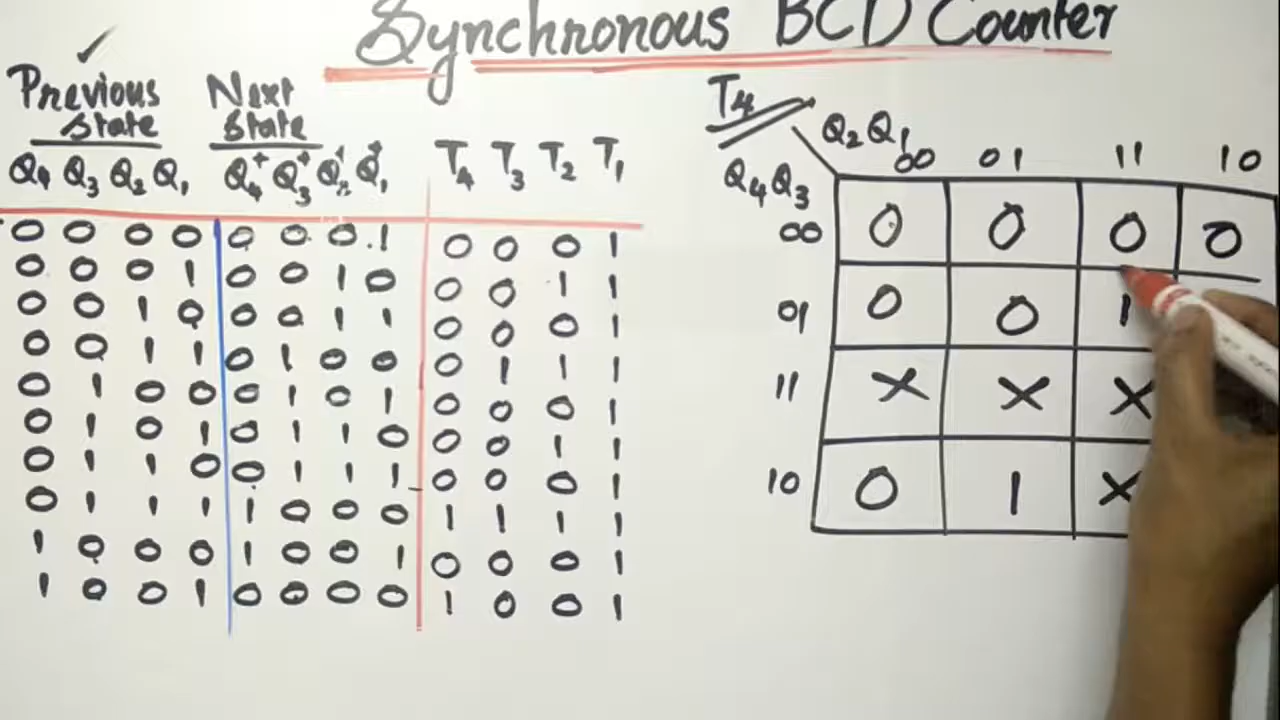 Synchronous BCD Counter
Previous State Next State
Q4 Q3 Q2 Q1 Q4+ Q3+ Q2+ Q1+ T4 T3 T2 T1
0 0 0 0 0 0 0 1 0 0 0 1
0 0 0 1 0 0 1 0 0 0 1 1
0 0 1 0 0 0 1 1 0 0 0 1
0 0 1 1 0 1 0 0 0 1 1 1
0 1 0 0 0 1 0 1 0 0 0 1
0 1 0 1 0 1 1 0 0 0 1 1
0 1 1 0 0 1 1 1 0 0 0 1
0 1 1 1 1 0 0 0 1 1 1 1
1 0 0 0 1 0 0 1 0 0 0 1
1 0 0 1 0 0 0 0 1 0 0 1
T4
Q2Q1
Q4Q3 00 01 11 10
00 0 0 0 0
01 0 0 1
11 X X X
10 0 1 X